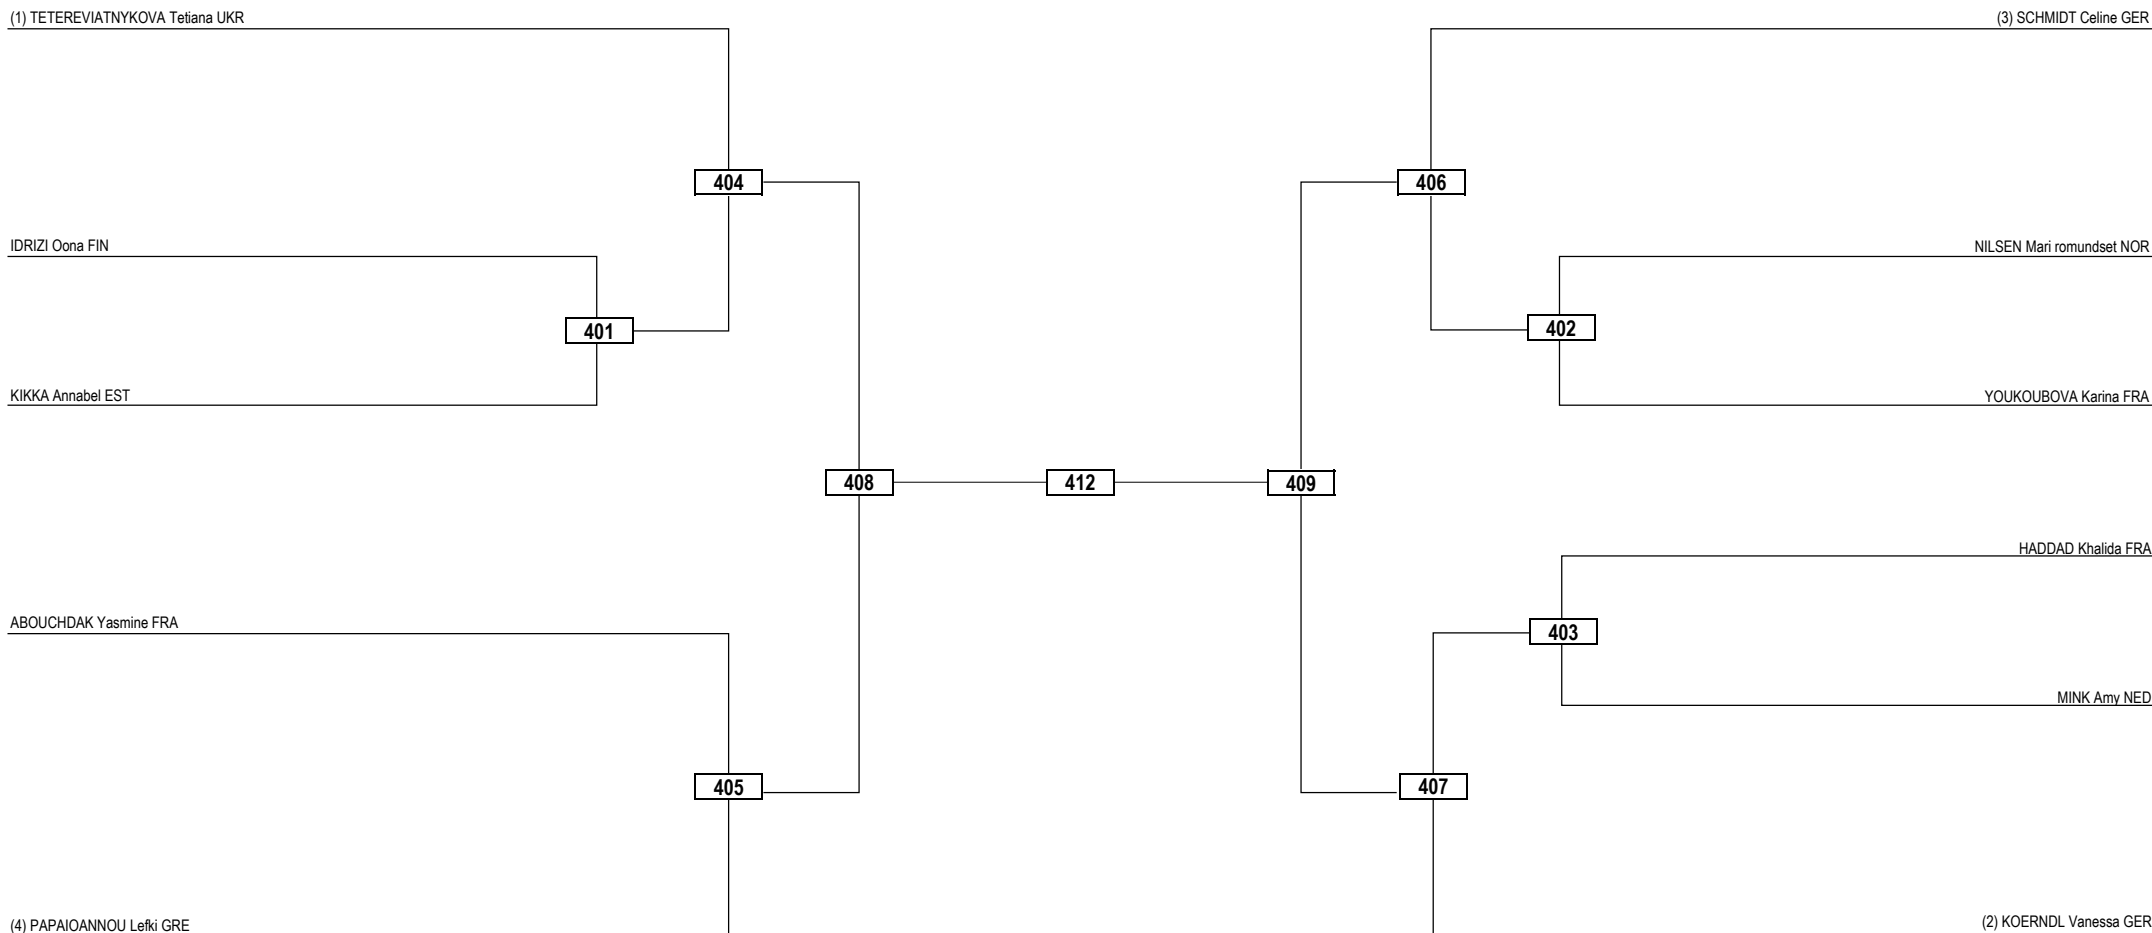 (1) TETEREVIATNYKOVA Tetiana UKR
(3) SCHMIDT Celine GER
404
406
IDRIZI Oona FIN
NILSEN Mari romundset NOR
401
402
KIKKA Annabel EST
YOUKOUBOVA Karina FRA
408
412
409
HADDAD Khalida FRA
ABOUCHDAK Yasmine FRA
403
MINK Amy NED
405
407
(4) PAPAIOANNOU Lefki GRE
(2) KOERNDL Vanessa GER